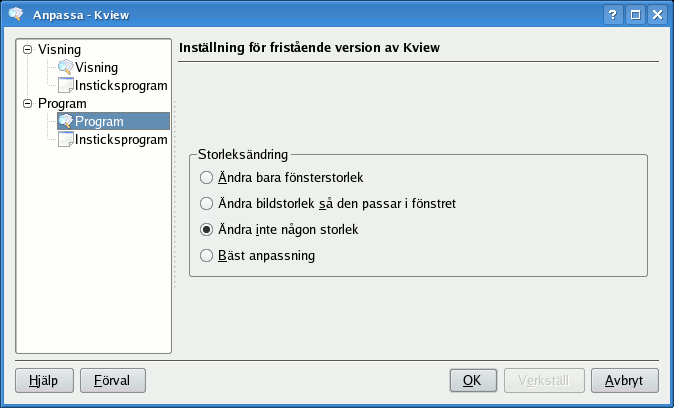 Anpassa - Kview
Visning
Visning
Insticksprogram
Program
Program
Insticksprogram
Inställning för fristående version av Kview
Storleksändring
Ändra bara fönsterstorlek
Ändra bildstorlek så den passar i fönstret
Ändra inte någon storlek
Bäst anpassning
Hjälp Förval OK Verkställ Avbryt